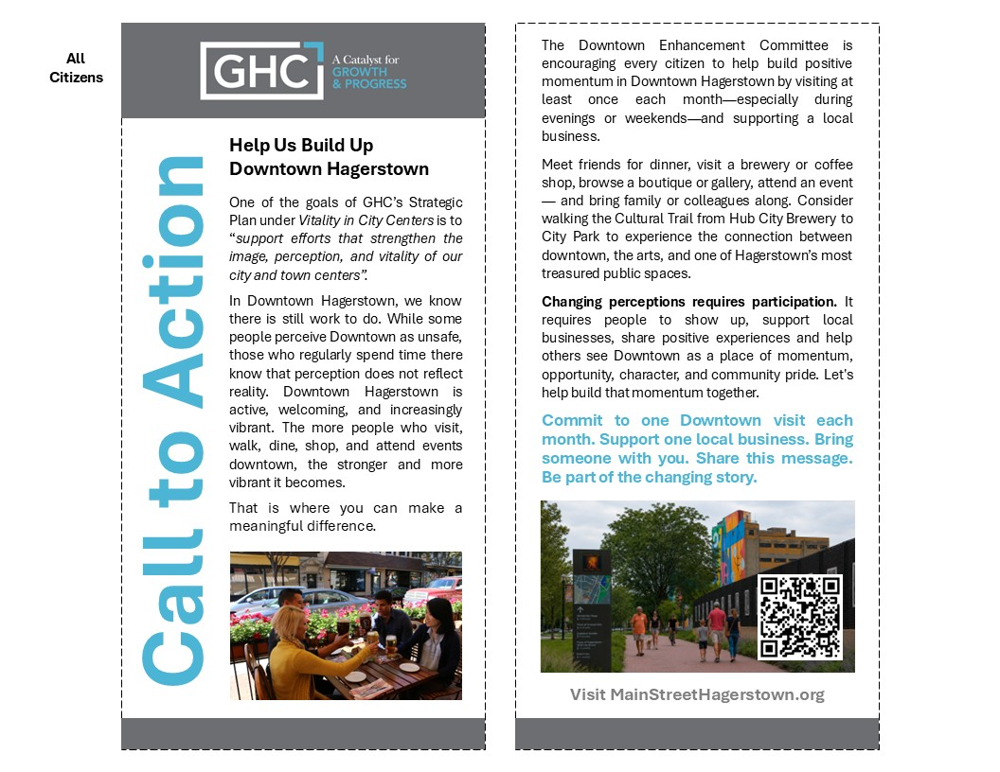 All
Citizens
GHC
A Catalyst for
GROWTH
& PROGRESS
Call to Action
Help Us Build Up
Downtown Hagerstown
One of the goals of GHC's Strategic
Plan under Vitality in City Centers is to
“support efforts that strengthen the
image, perception, and vitality of our
city and town centers”.
In Downtown Hagerstown, we know
there is still work to do. While some
people perceive Downtown as unsafe,
those who regularly spend time there
know that perception does not reflect
reality. Downtown Hagerstown is
active, welcoming, and increasingly
vibrant. The more people who visit,
walk, dine, shop, and attend events
downtown, the stronger and more
vibrant it becomes.
That is where you can make a
meaningful difference.
The Downtown Enhancement Committee is
encouraging every citizen to help build positive
momentum in Downtown Hagerstown by visiting at
least once each month—especially during
evenings or weekends—and supporting a local
business.
Meet friends for dinner, visit a brewery or coffee
shop, browse a boutique or gallery, attend an event
— and bring family or colleagues along. Consider
walking the Cultural Trail from Hub City Brewery to
City Park to experience the connection between
downtown, the arts, and one of Hagerstown's most
treasured public spaces.
Changing perceptions requires participation. It
requires people to show up, support local
businesses, share positive experiences and help
others see Downtown as a place of momentum,
opportunity, character, and community pride. Let's
help build that momentum together.
Commit to one Downtown visit each
month. Support one local business. Bring
someone with you. Share this message.
Be part of the changing story.
Visit MainStreetHagerstown.org